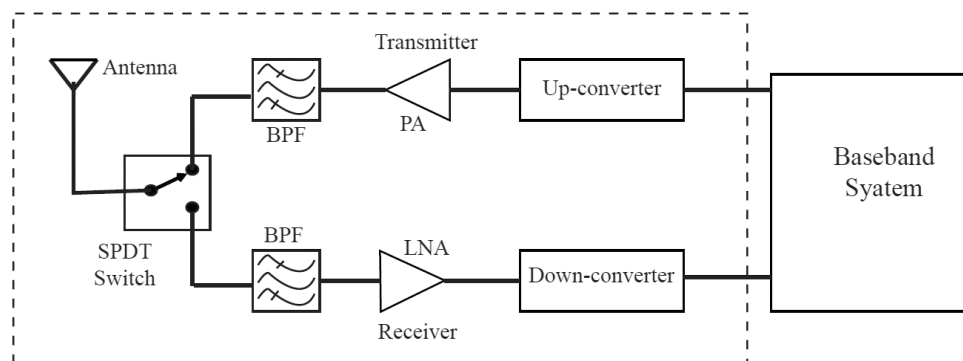 Transmitter
Antenna
Up-converter
PA
BPF
Baseband
Syatem
SPDT
Switch
BPF
LNA
Down-converter
Receiver